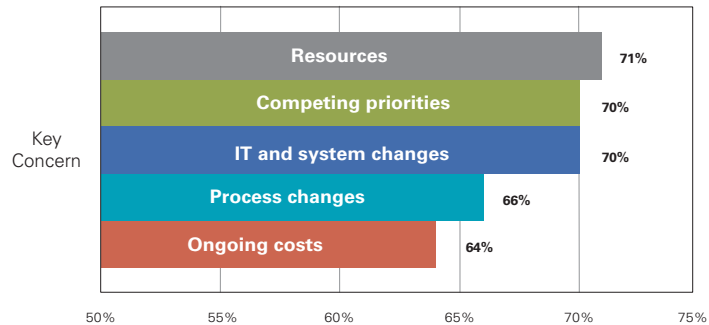 Resources
71%
Competing priorities
70%
Key
Concern
IT and system changes
70%
Process changes
66%
Ongoing costs
64%
50%
55%
60%
65%
70%
75%